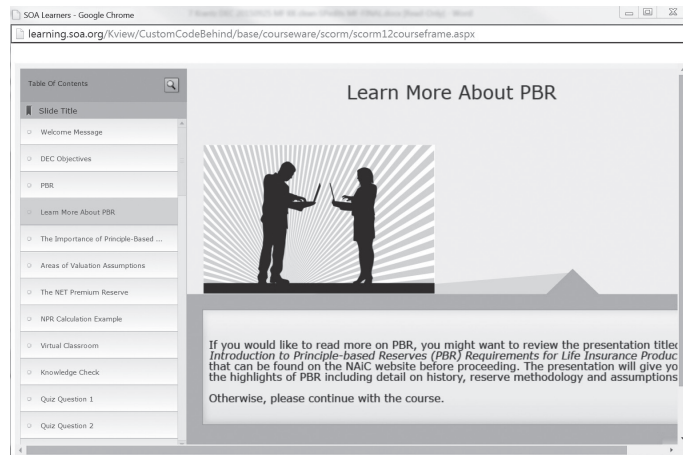 SOA Learners - Google Chrome
learning.soa.org/Kview/CustomCodeBehind/base/courseware/scorm/scorm12courseframe.aspx
Table Of Contents
Slide Title
Welcome Message
DEC Objectives
PBR
Learn More About PBR
The Importance of Principle-Based ...
Areas of Valuation Assumptions
The NET Premium Reserve
NPR Calculation Example
Virtual Classroom
Knowledge Check
Quiz Question 1
Quiz Question 2
Learn More About PBR
If you would like to read more on PBR, you might want to review the presentation titled
Introduction to Principle-based Reserves (PBR) Requirements for Life Insurance Produc
that can be found on the NAiC website before proceeding. The presentation will give yo
the highlights of PBR including detail on history, reserve methodology and assumptions
Otherwise, please continue with the course.